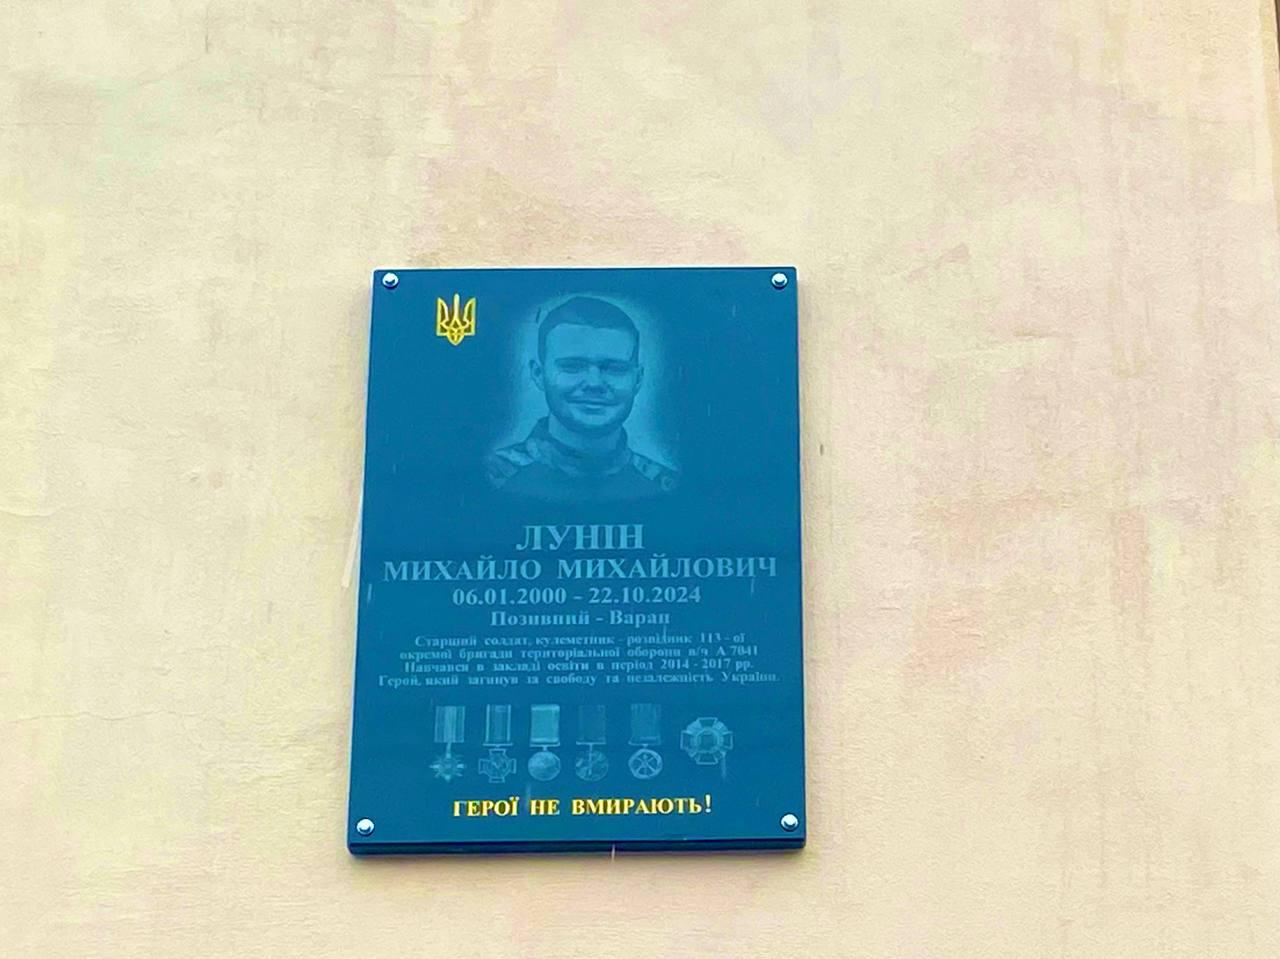 ЛУНІН
МИХАЙЛО МИХАЙЛОВИЧ
06.01.2000 - 22.10.2024
Позивний - Варан
Старший солдат, кулеметник - розвідник 113 - ої
окремої бригади територіальної оборони в/ч А 7041
Навчався в закладі освіти в період 2014 - 2017 рр.
Герой, який загинув за свободу та незалежність України.
ГЕРОЇ НЕ ВМИРАЮТЬ!